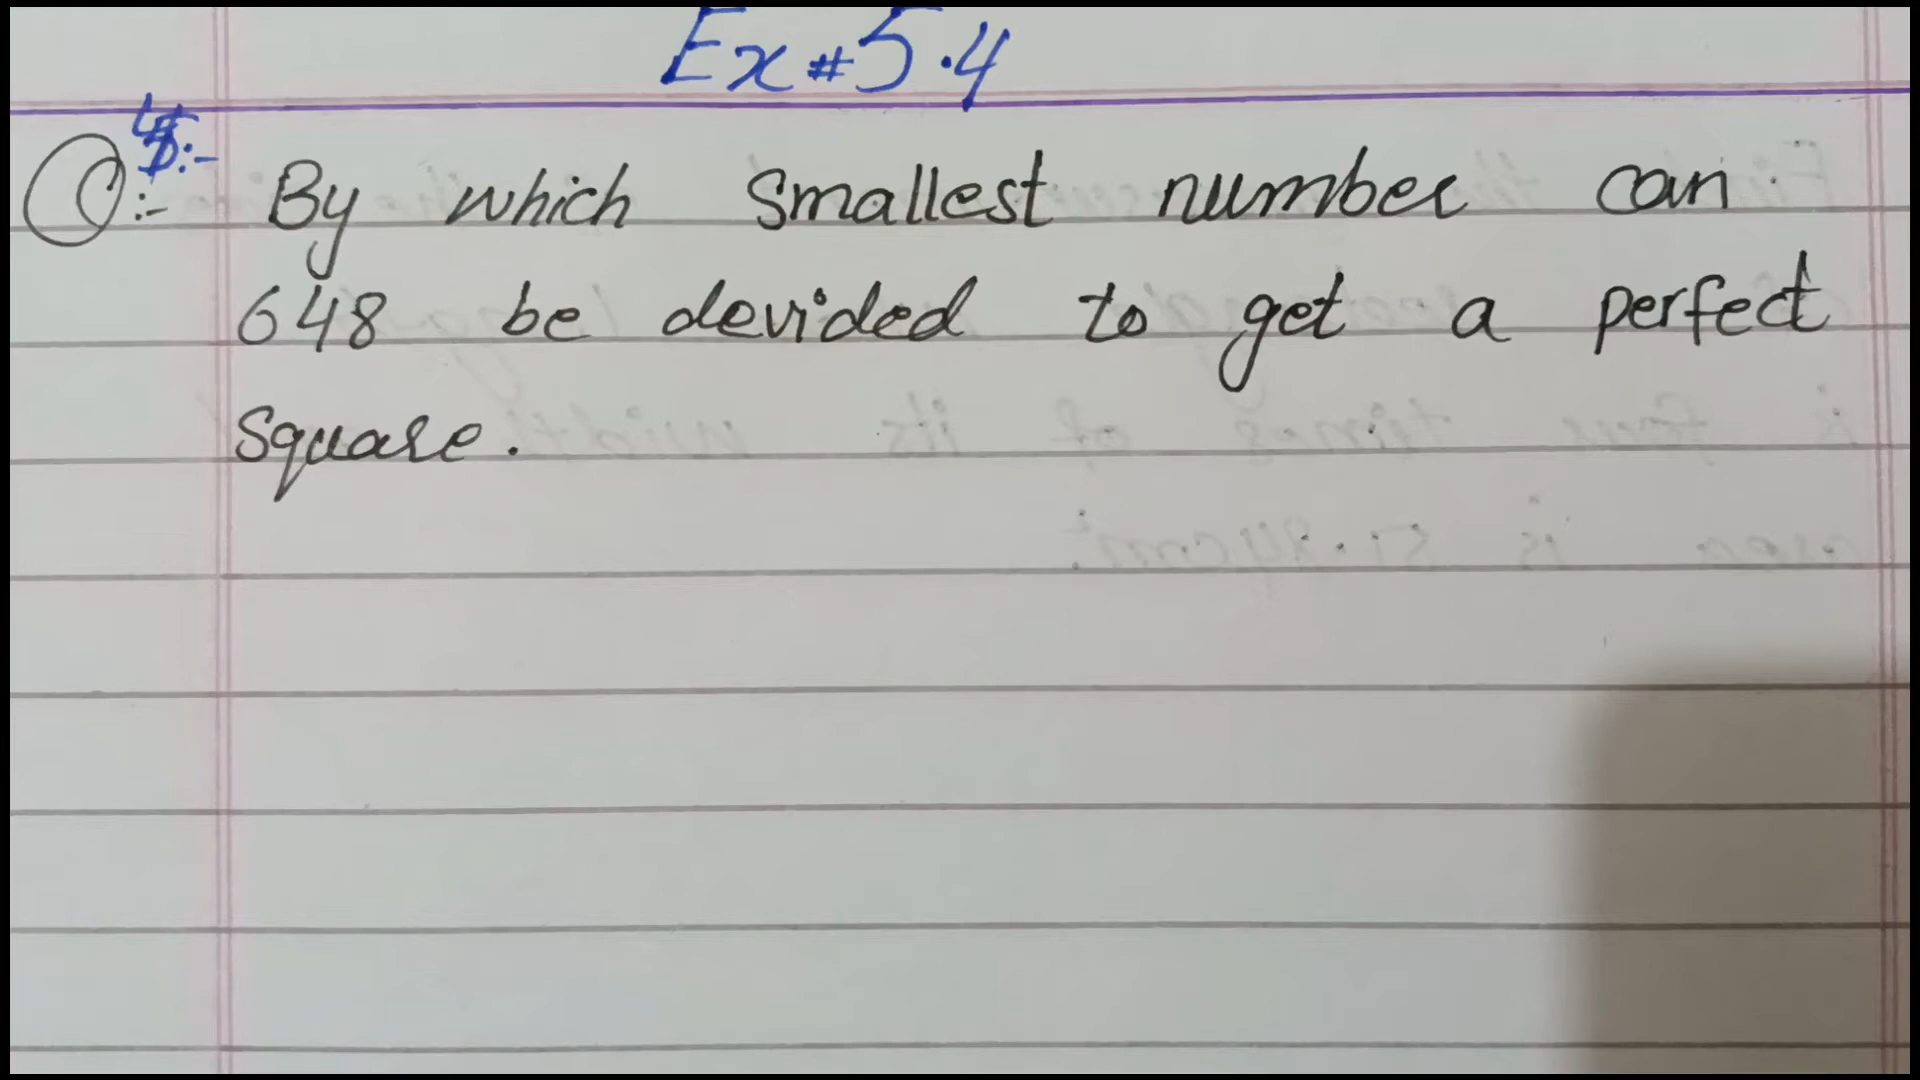 Ex #5.4
Q:- By which smallest number can
648 be devided to get a perfect
square.